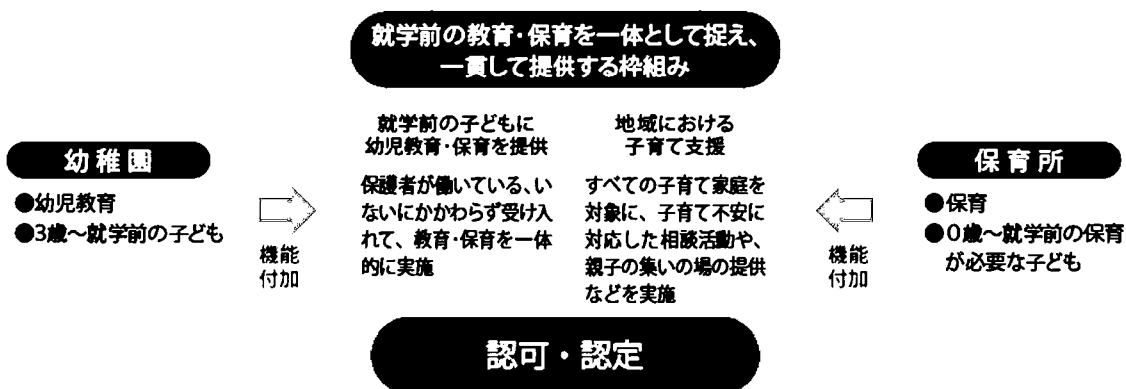 就学前の教育・保育を一体として捉え、
一貫して提供する枠組み
幼稚園
●幼児教育
●3歳～就学前の子ども
機能
付加
就学前の子どもに
幼児教育・保育を提供
保護者が働いている、い
ないにかかわらず受け入
れて、教育・保育を一体
的に実施
地域における
子育て支援
すべての子育て家庭を
対象に、子育て不安に
対応した相談活動や、
親子の集いの場の提供
などを実施
機能
付加
保育所
●保育
●0歳～就学前の保育
が必要な子ども
認可・認定